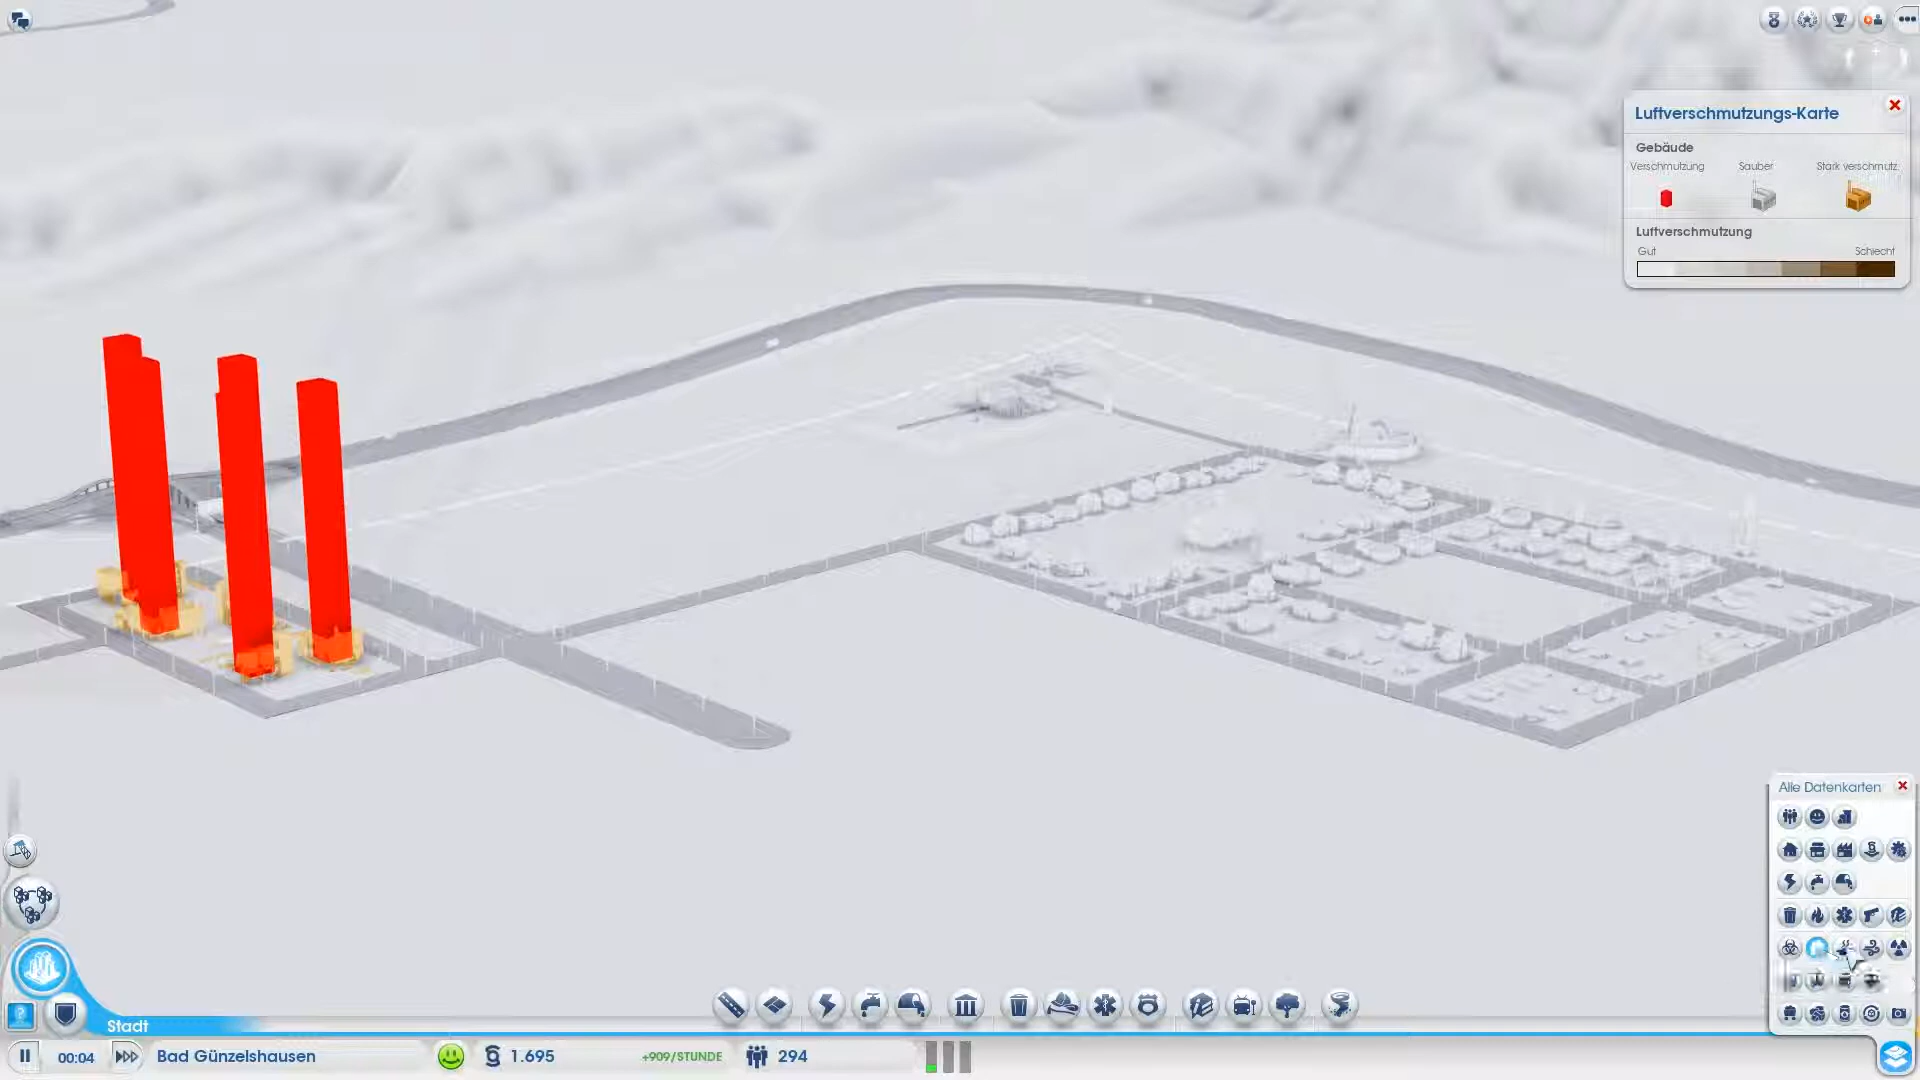 Luftverschmutzungs-Karte
Gebäude
Verschmutzung Sauber Stark verschmutz.
Luftverschmutzung
Gut Schlecht
Alle Datenkarten
?
Stadt
00:04 Bad Günzelshausen 1.695 +909/STUNDE 294